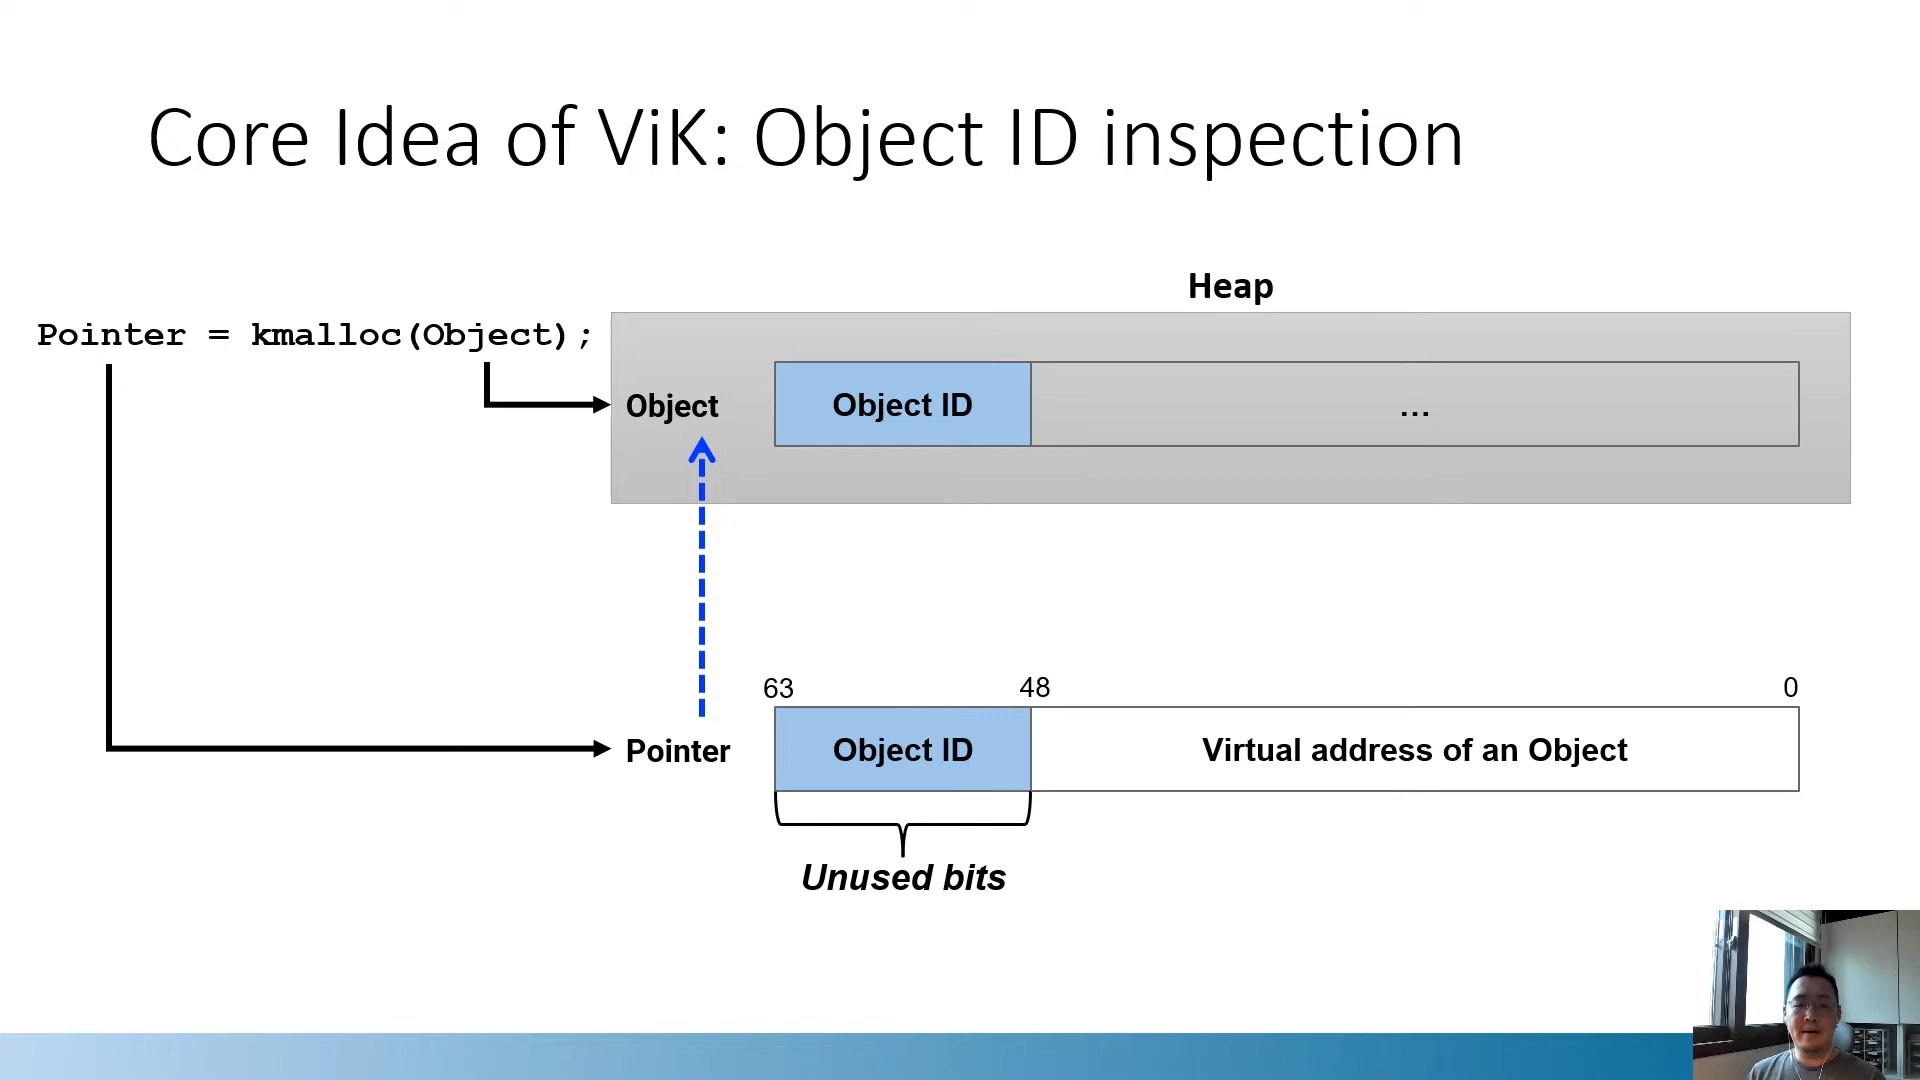 Core Idea of ViK: Object ID inspection
Heap
Pointer = kmalloc(Object);
Object
Object ID
...
63
48
0
Pointer
Object ID
Virtual address of an Object
Unused bits